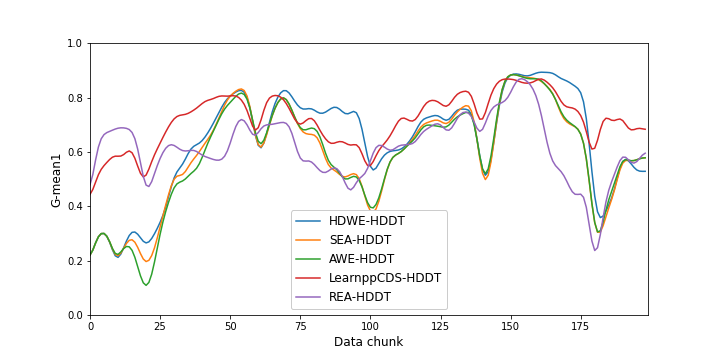 1.0
0.8
0.6
0.4
0.2
0.0
G-mean1
HDWE-HDDT
SEA-HDDT
AWE-HDDT
LearnppCDS-HDDT
REA-HDDT
0 25 50 75 100 125 150 175
Data chunk